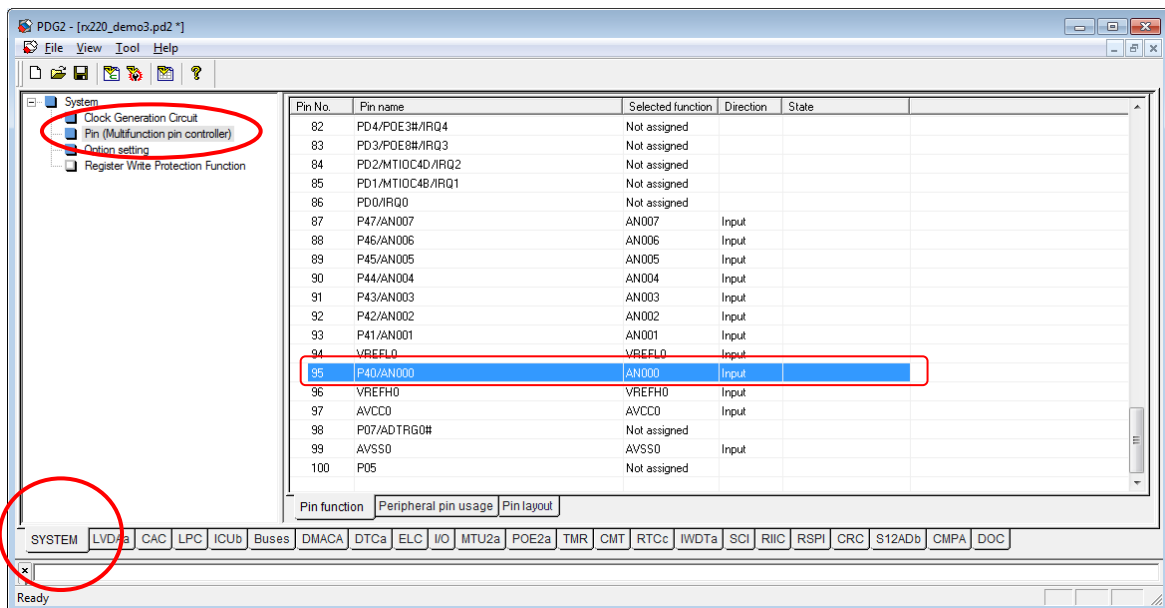 PDG2 - [rx220_demo3.pd2 *]
File View Tool Help
System
Clock Generation Circuit
Pin (Multifunction pin controller)
Option setting
Register Write Protection Function
Pin No. Pin name Selected function Direction State
82 PD4/POE3#/IRQ4 Not assigned
83 PD3/POE8#/IRQ3 Not assigned
84 PD2/MTIOC4D/IRQ2 Not assigned
85 PD1/MTIOC4B/IRQ1 Not assigned
86 PD0/IRQ0 Not assigned
87 P47/AN007 AN007 Input
88 P46/AN006 AN006 Input
89 P45/AN005 AN005 Input
90 P44/AN004 AN004 Input
91 P43/AN003 AN003 Input
92 P42/AN002 AN002 Input
93 P41/AN001 AN001 Input
94 VREFL0 VREFL0 Input
95 P40/AN000 AN000 Input
96 VREFH0 VREFH0 Input
97 AVCC0 AVCC0 Input
98 P07/ADTRG0# Not assigned
99 AVSS0 AVSS0 Input
100 P05 Not assigned
Pin function Peripheral pin usage Pin layout
SYSTEM LVDAa CAC LPC ICUb Buses DMACA DTCa ELC I/O MTU2a POE2a TMR CMT RTCc IWDTa SCI RIIC RSPI CRC S12ADb CMPA DOC
Ready